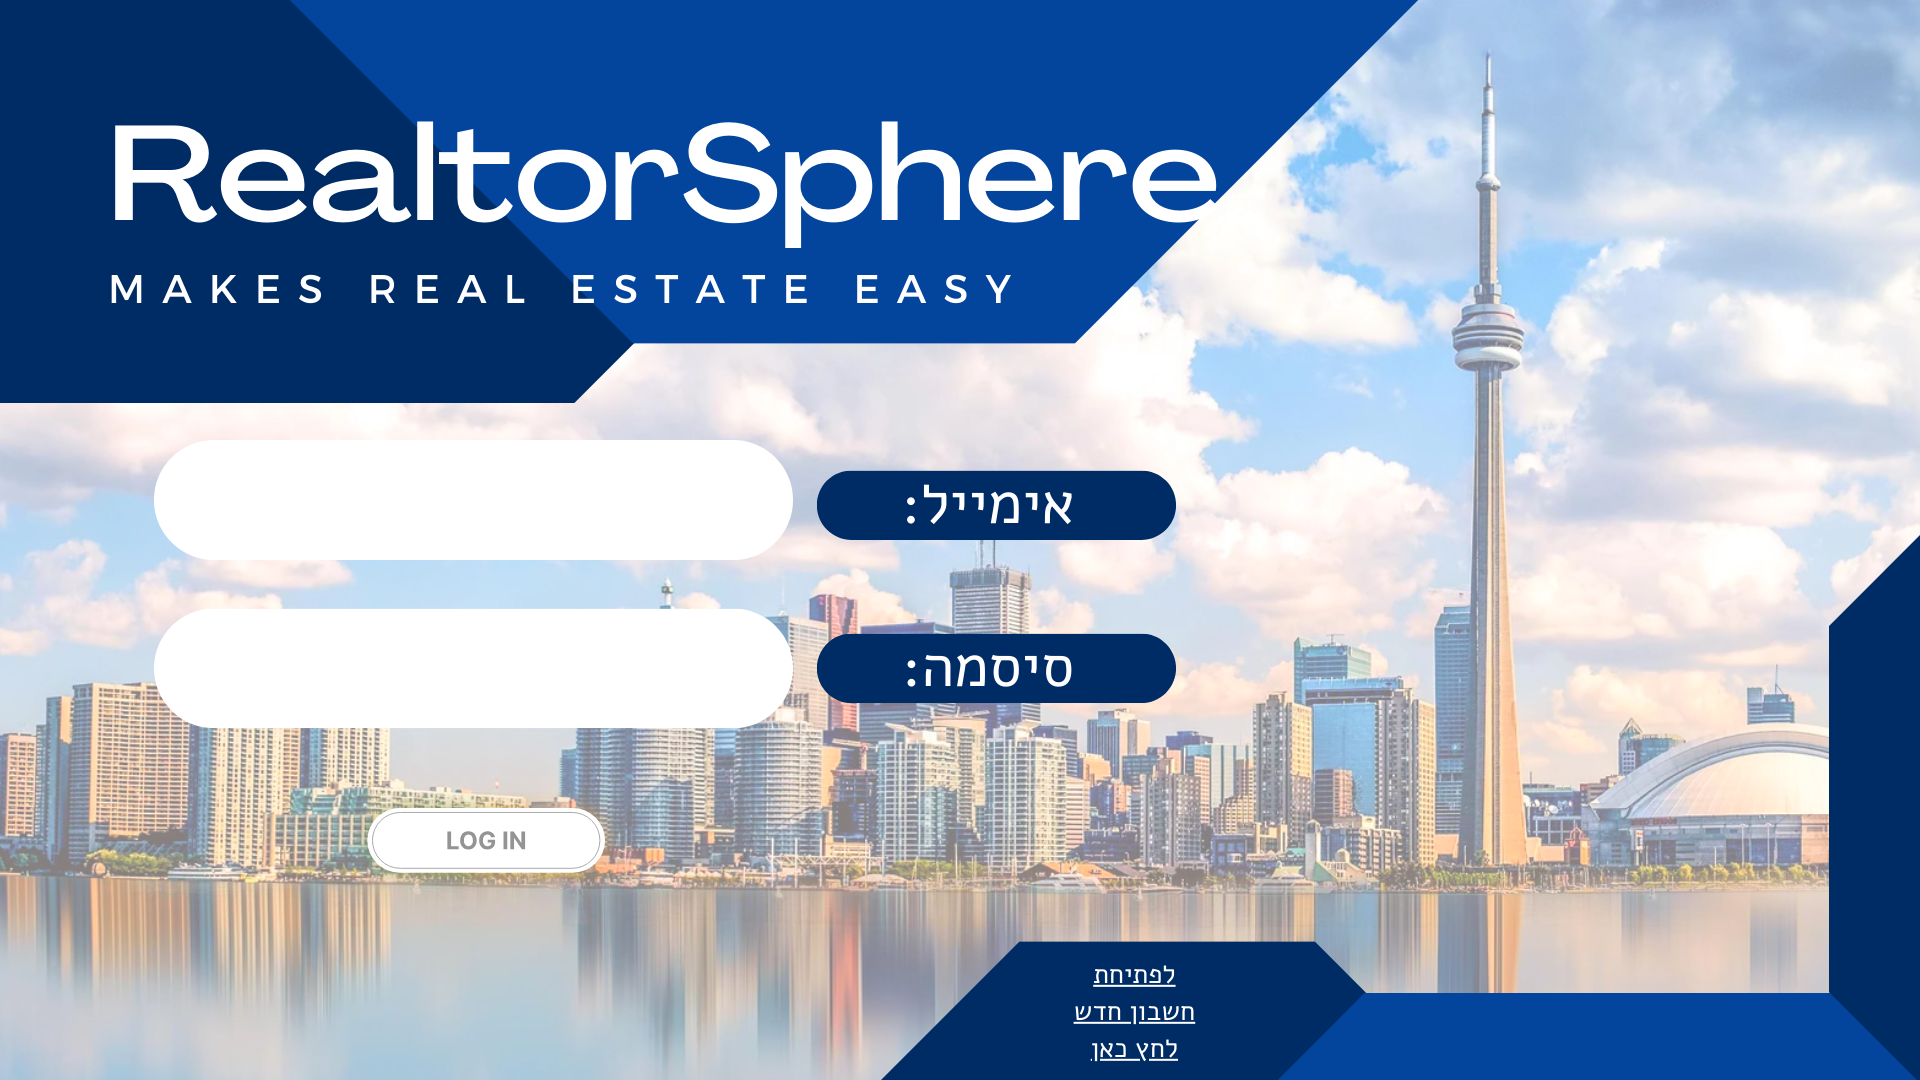 RealtorSphere
MAKES REAL ESTATE EASY
אימייל:
סיסמה:
LOG IN
לפתיחת
חשבון חדש
לחץ כאן